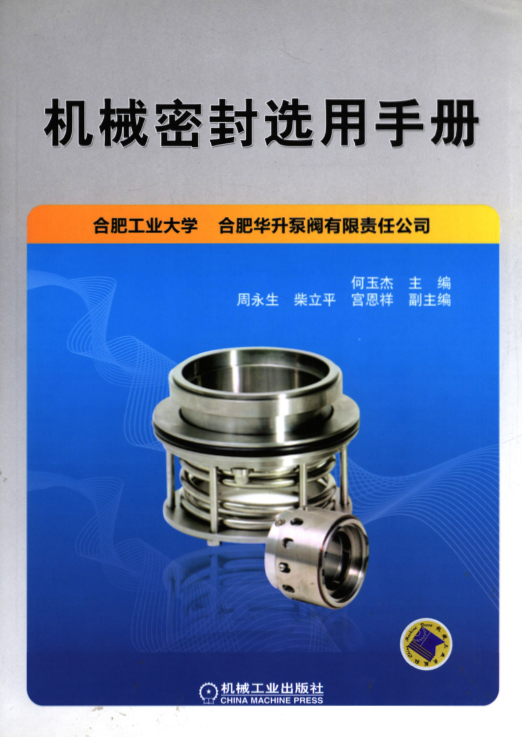 机械密封选用手册
合肥工业大学 合肥华升泵阀有限责任公司
何玉杰 主 编
周永生 柴立平 宫恩祥 副主编
机械工业出版社
CHINA MACHINE PRESS